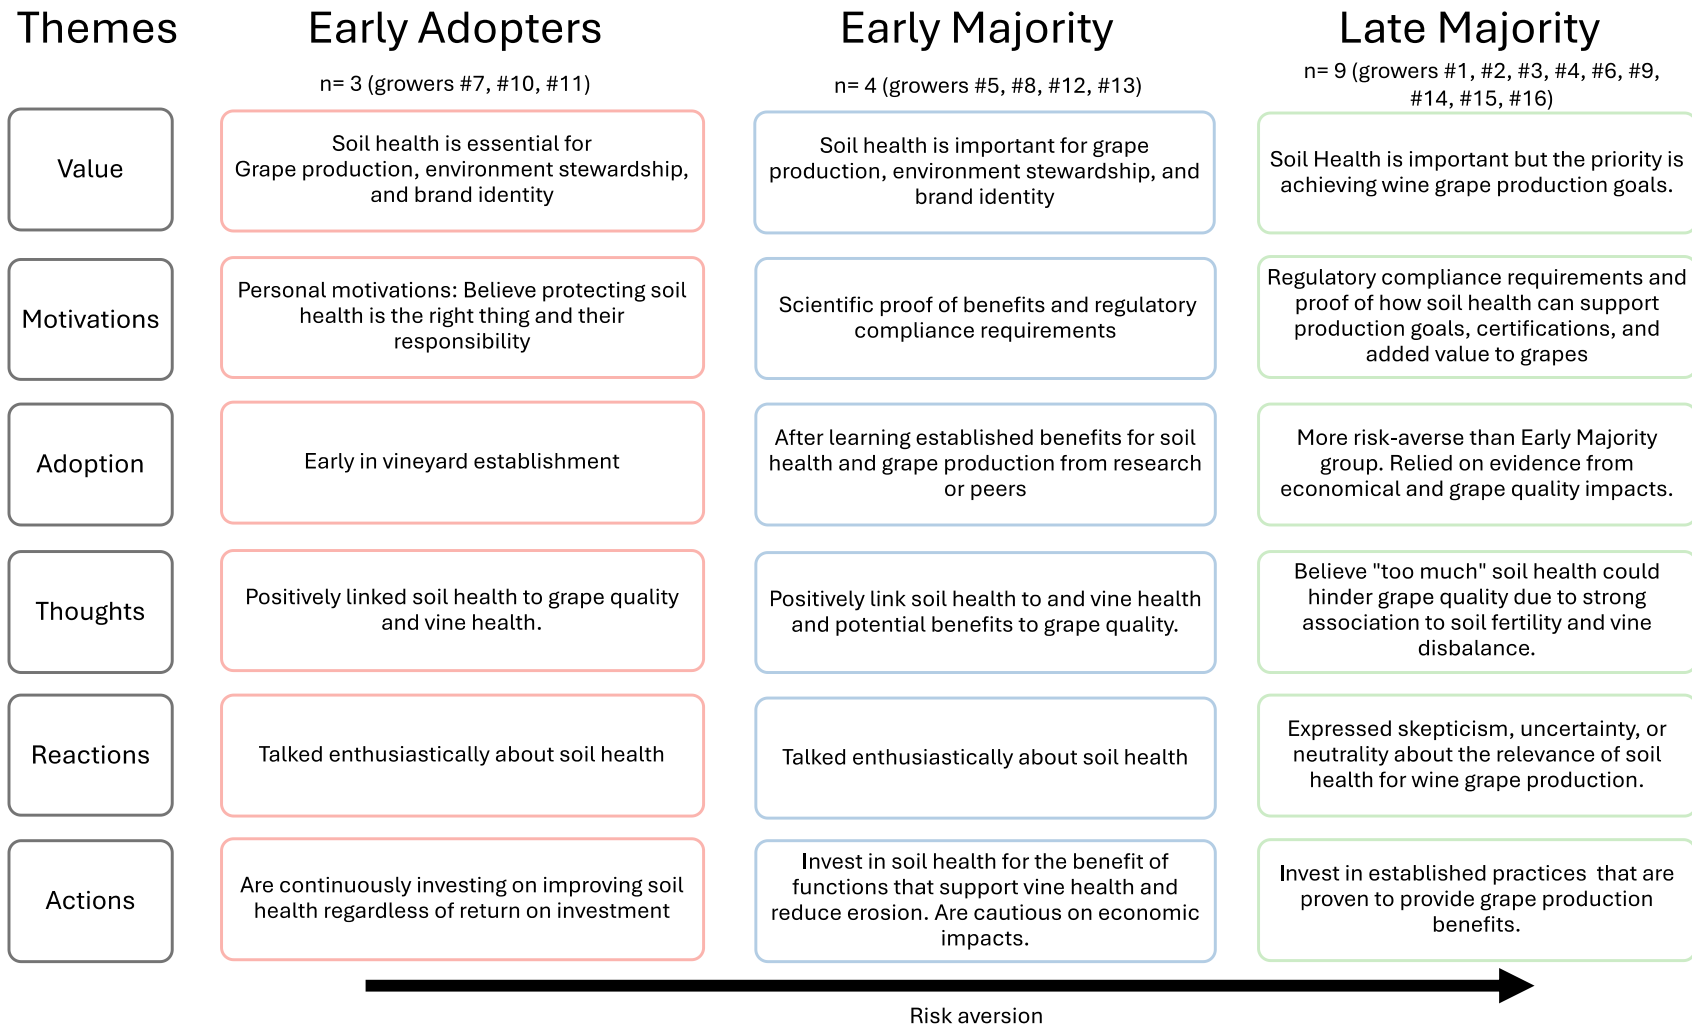 Themes
Early Adopters
Early Majority
Late Majority
n= 3 (growers #7, #10, #11)
n= 4 (growers #5, #8, #12, #13)
n= 9 (growers #1, #2, #3, #4, #6, #9,
#14, #15, #16)
Value
Soil health is essential for
Grape production, environment stewardship,
and brand identity
Soil health is important for grape
production, environment stewardship, and
brand identity
Soil Health is important but the priority is
achieving wine grape production goals.
Motivations
Personal motivations: Believe protecting soil
health is the right thing and their
responsibility
Scientific proof of benefits and regulatory
compliance requirements
Regulatory compliance requirements and
proof of how soil health can support
production goals, certifications, and
added value to grapes
Adoption
Early in vineyard establishment
After learning established benefits for soil
health and grape production from research
or peers
More risk-averse than Early Majority
group. Relied on evidence from
economical and grape quality impacts.
Thoughts
Positively linked soil health to grape quality
and vine health.
Positively link soil health to and vine health
and potential benefits to grape quality.
Believe "too much" soil health could
hinder grape quality due to strong
association to soil fertility and vine
disbalance.
Reactions
Talked enthusiastically about soil health
Talked enthusiastically about soil health
Expressed skepticism, uncertainty, or
neutrality about the relevance of soil
health for wine grape production.
Actions
Are continuously investing on improving soil
health regardless of return on investment
Invest in soil health for the benefit of
functions that support vine health and
reduce erosion. Are cautious on economic
impacts.
Invest in established practices that are
proven to provide grape production
benefits.
Risk aversion